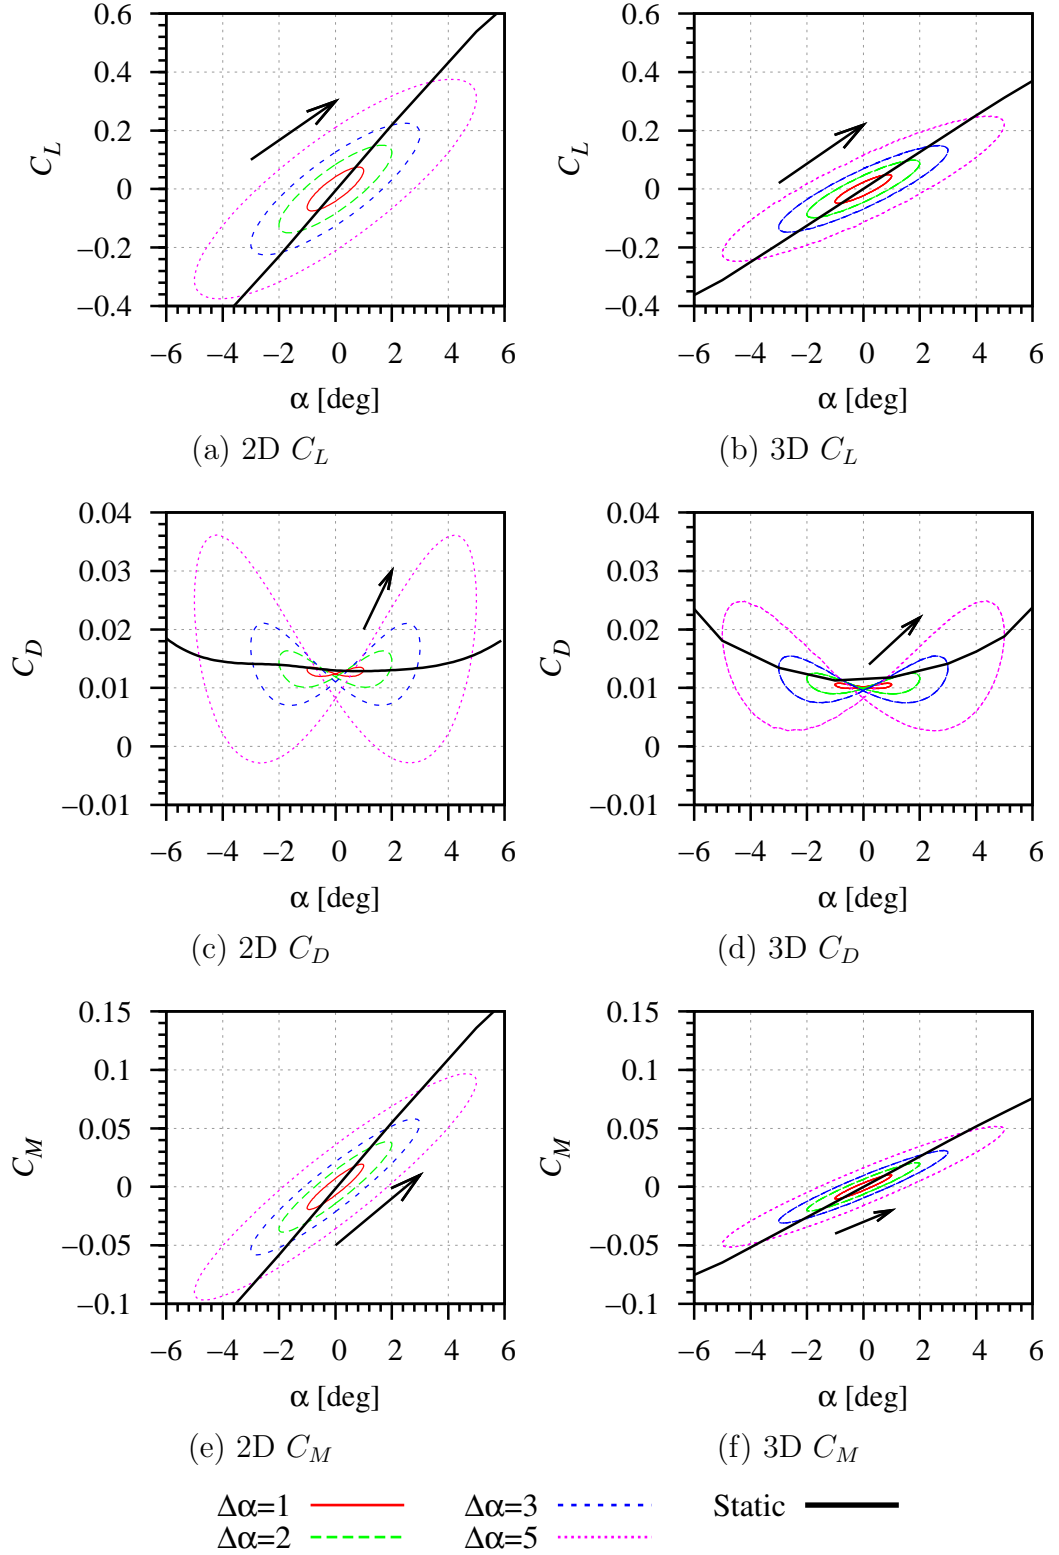 0.6
0.4
0.2
0
−0.2
−0.4
C_L
−6 −4 −2 0 2 4 6
α [deg]
(a) 2D C_L
0.6
0.4
0.2
0
−0.2
−0.4
C_L
−6 −4 −2 0 2 4 6
α [deg]
(b) 3D C_L
0.04
0.03
0.02
0.01
0
−0.01
C_D
−6 −4 −2 0 2 4 6
α [deg]
(c) 2D C_D
0.04
0.03
0.02
0.01
0
−0.01
C_D
−6 −4 −2 0 2 4 6
α [deg]
(d) 3D C_D
0.15
0.1
0.05
0
−0.05
−0.1
C_M
−6 −4 −2 0 2 4 6
α [deg]
(e) 2D C_M
0.15
0.1
0.05
0
−0.05
−0.1
C_M
−6 −4 −2 0 2 4 6
α [deg]
(f) 3D C_M
Δα=1 Δα=3 Static
Δα=2 Δα=5